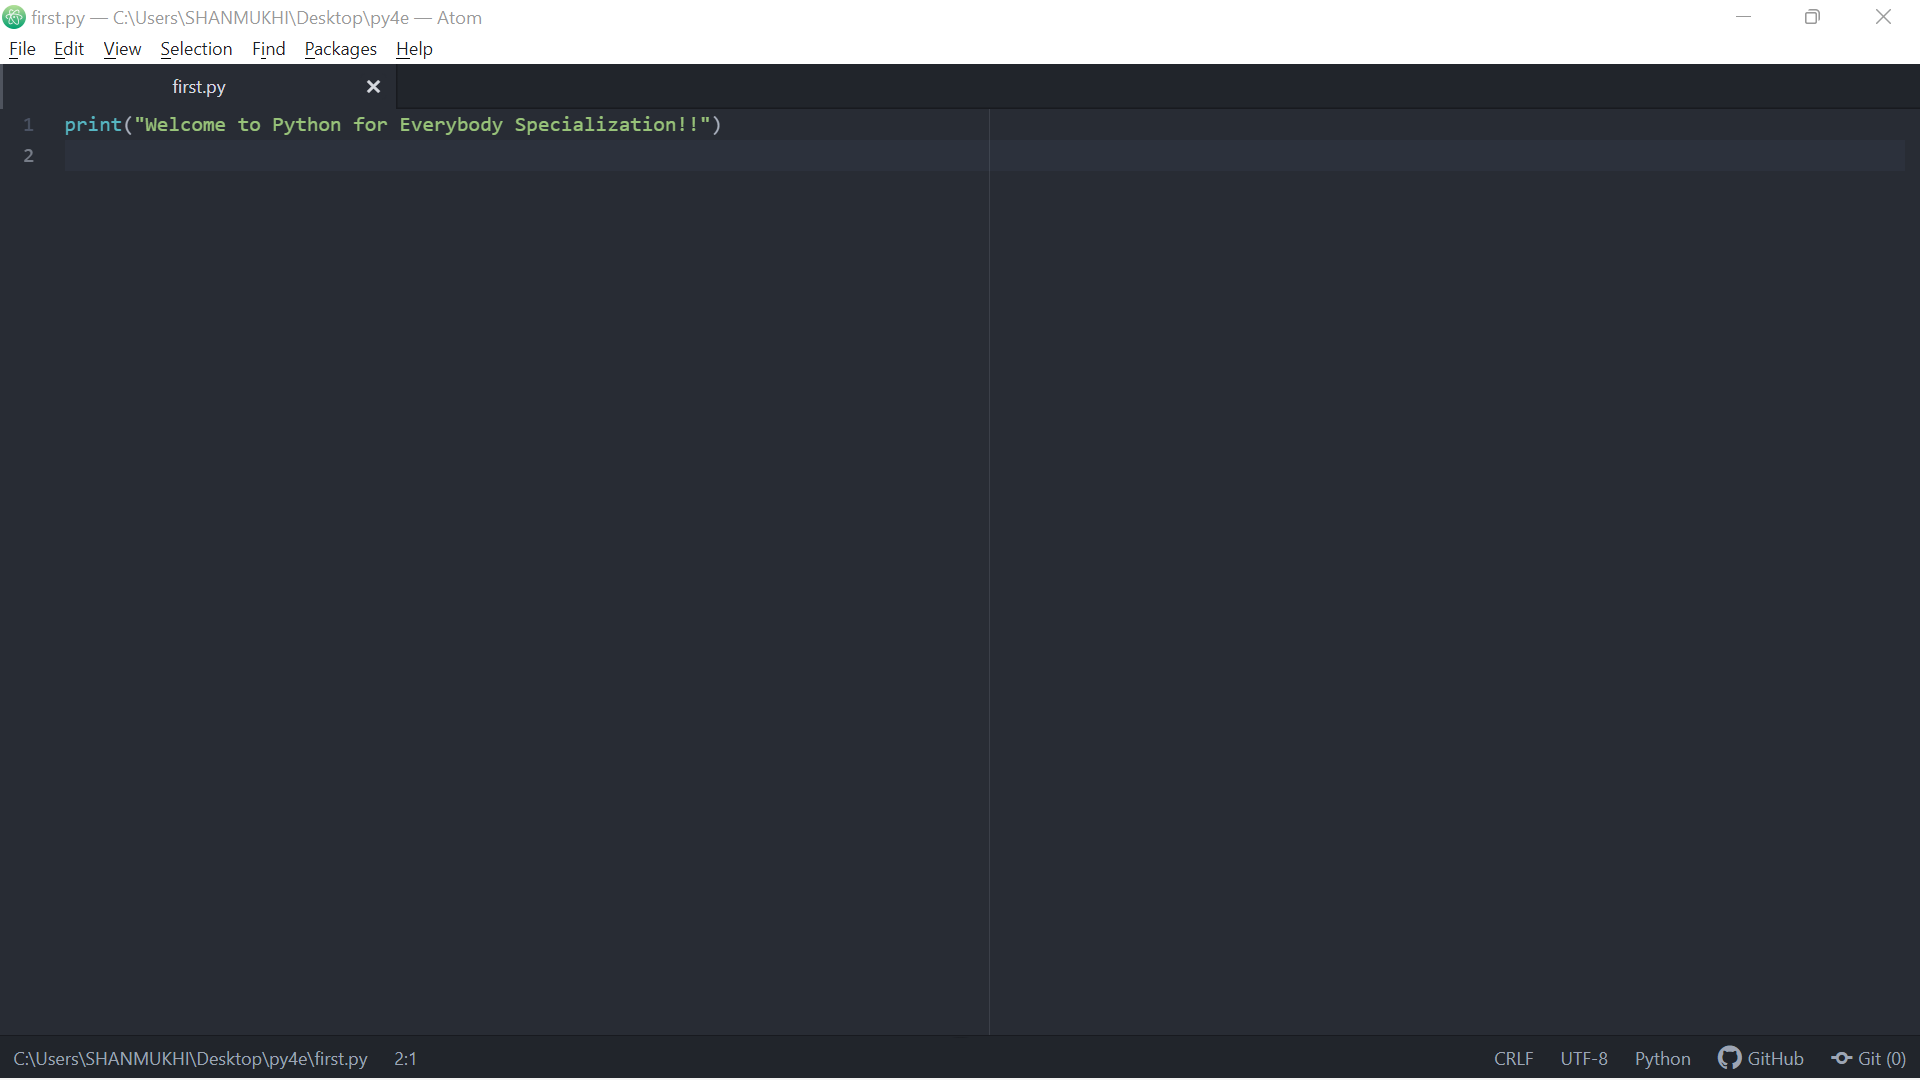 first.py — C:\Users\SHANMUKHI\Desktop\py4e — Atom
File Edit View Selection Find Packages Help
first.py
1 print("Welcome to Python for Everybody Specialization!!")
2
C:\Users\SHANMUKHI\Desktop\py4e\first.py 2:1 CRLF UTF-8 Python GitHub Git (0)